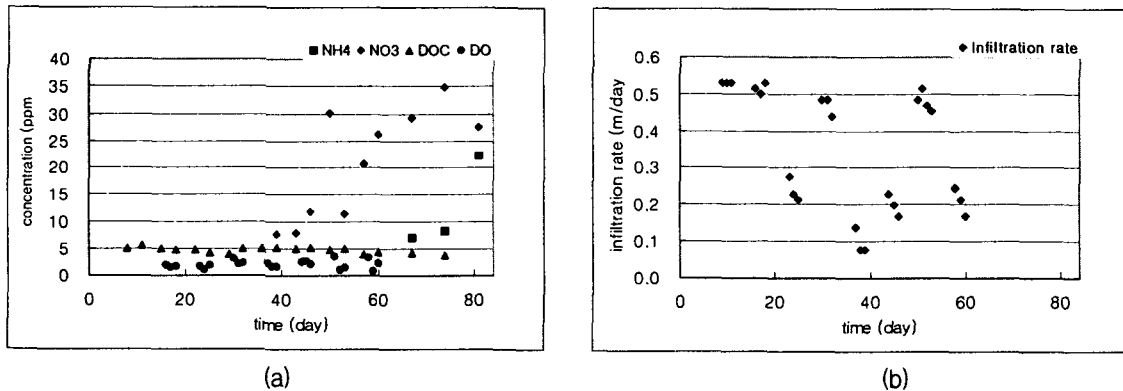 ■ NH4 ◆ NO3 ▲ DOC ● DO
40
35
30
25
20
15
10
5
0
concentration (ppm)
0 20 40 60 80
time (day)
(a)
◆ Infiltration rate
0.6
0.5
0.4
0.3
0.2
0.1
0.0
infiltration rate (m/day)
0 20 40 60 80
time (day)
(b)